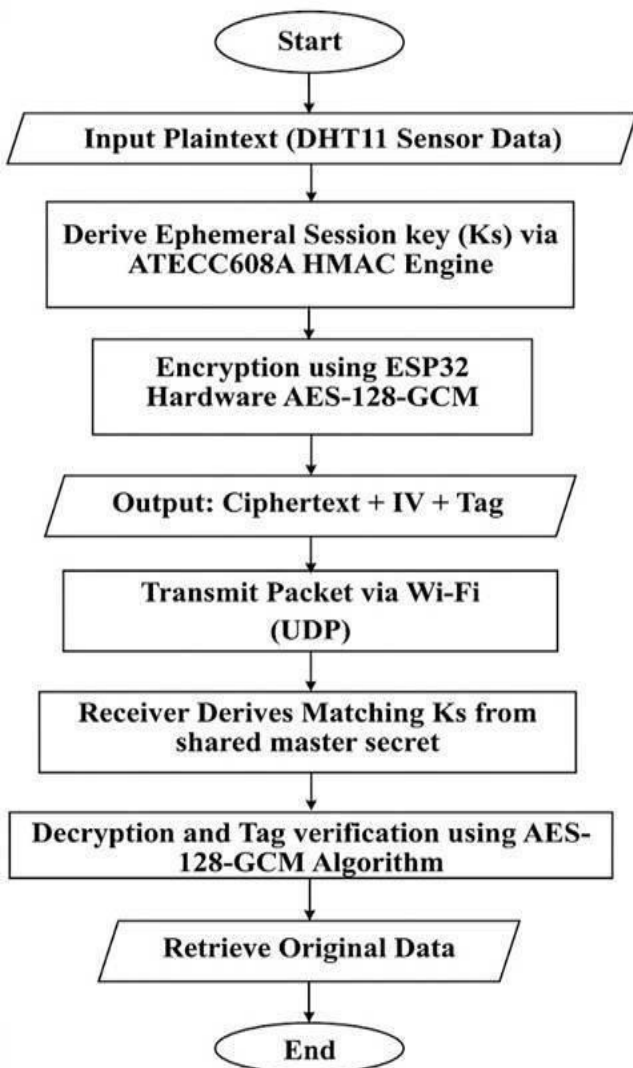 Start
Input Plaintext (DHT11 Sensor Data)
Derive Ephemeral Session key (Ks) via
ATECC608A HMAC Engine
Encryption using ESP32
Hardware AES-128-GCM
Output: Ciphertext + IV + Tag
Transmit Packet via Wi-Fi
(UDP)
Receiver Derives Matching Ks from
shared master secret
Decryption and Tag verification using AES-
128-GCM Algorithm
Retrieve Original Data
End